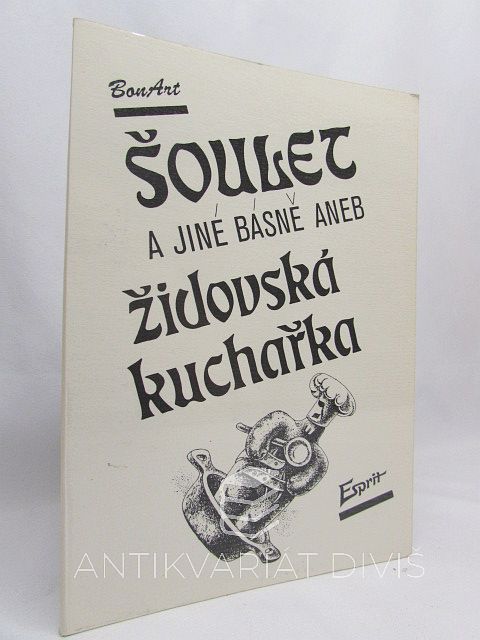 BonArt
ŠOULET
A JINÉ BÁSNĚ ANEB
židovská
kuchařka
Esprit
ANTIKVARIÁT DIVIŠ